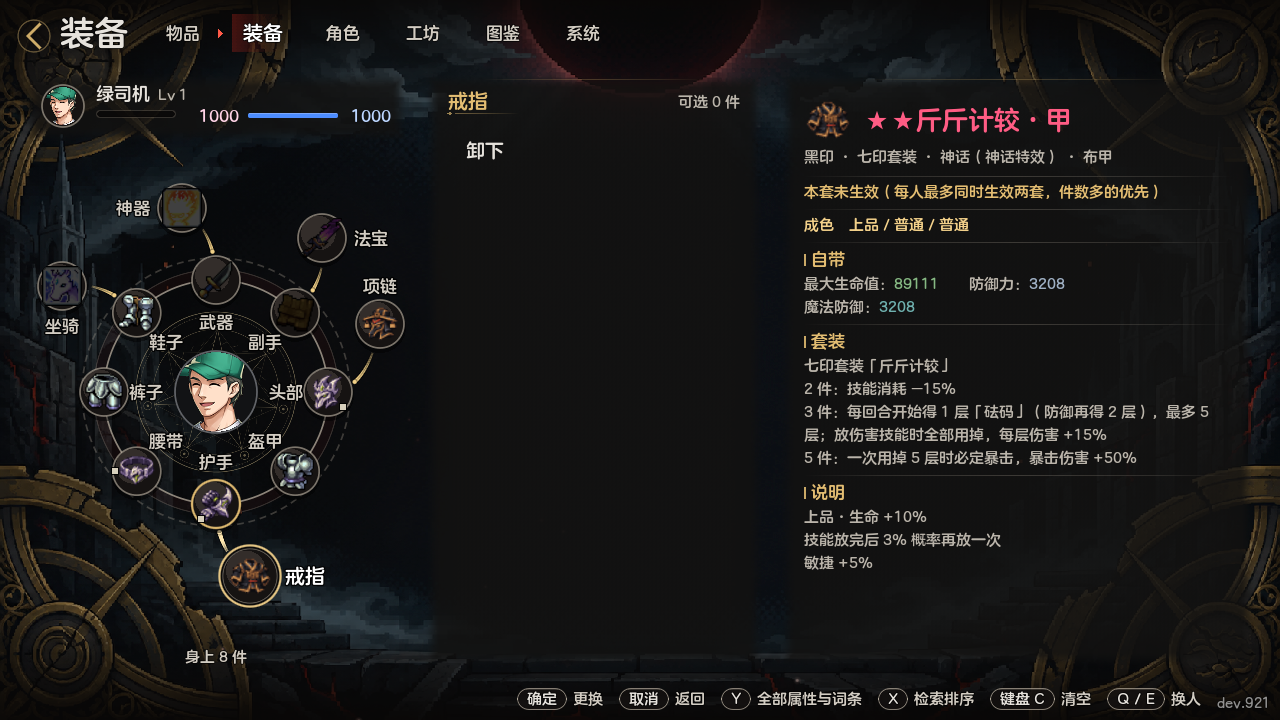 装备
物品
装备
角色
工坊
图鉴
系统
绿司机 Lv 1
1000 1000
神器
法宝
项链
坐骑
武器
鞋子
副手
裤子
头部
腰带
盔甲
护手
戒指
身上 8 件
戒指
可选 0 件
卸下
★★斤斤计较・甲
黑印 · 七印套装 · 神话（神话特效） · 布甲
本套未生效（每人最多同时生效两套，件数多的优先）
成色 上品 / 普通 / 普通
自带
最大生命值：89111 防御力：3208
魔法防御：3208
套装
七印套装「斤斤计较」
2 件：技能消耗 −15%
3 件：每回合开始得 1 层「砝码」（防御再得 2 层），最多 5
层；放伤害技能时全部用掉，每层伤害 +15%
5 件：一次用掉 5 层时必定暴击，暴击伤害 +50%
说明
上品・生命 +10%
技能放完后 3% 概率再放一次
敏捷 +5%
确定 更换 取消 返回 Y 全部属性与词条 X 检索排序 键盘 C 清空 Q / E 换人
dev.921